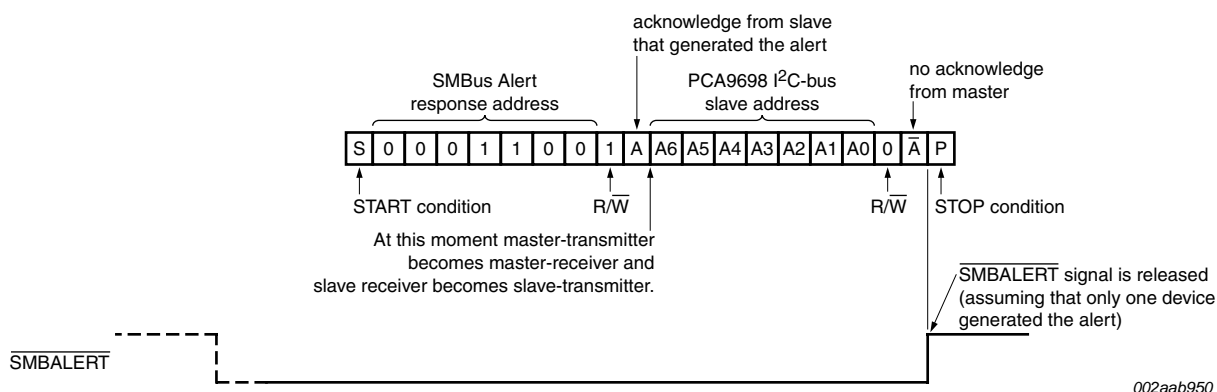 acknowledge from slave
that generated the alert
SMBus Alert
response address
PCA9698 I²C-bus
slave address
no acknowledge
from master
S 0 0 0 1 1 0 0 1 A A6 A5 A4 A3 A2 A1 A0 0 A̅ P
START condition
R/W̅
R/W̅
STOP condition
At this moment master-transmitter
becomes master-receiver and
slave receiver becomes slave-transmitter.
S̅M̅B̅A̅L̅E̅R̅T̅ signal is released
(assuming that only one device
generated the alert)
S̅M̅B̅A̅L̅E̅R̅T̅
002aab950